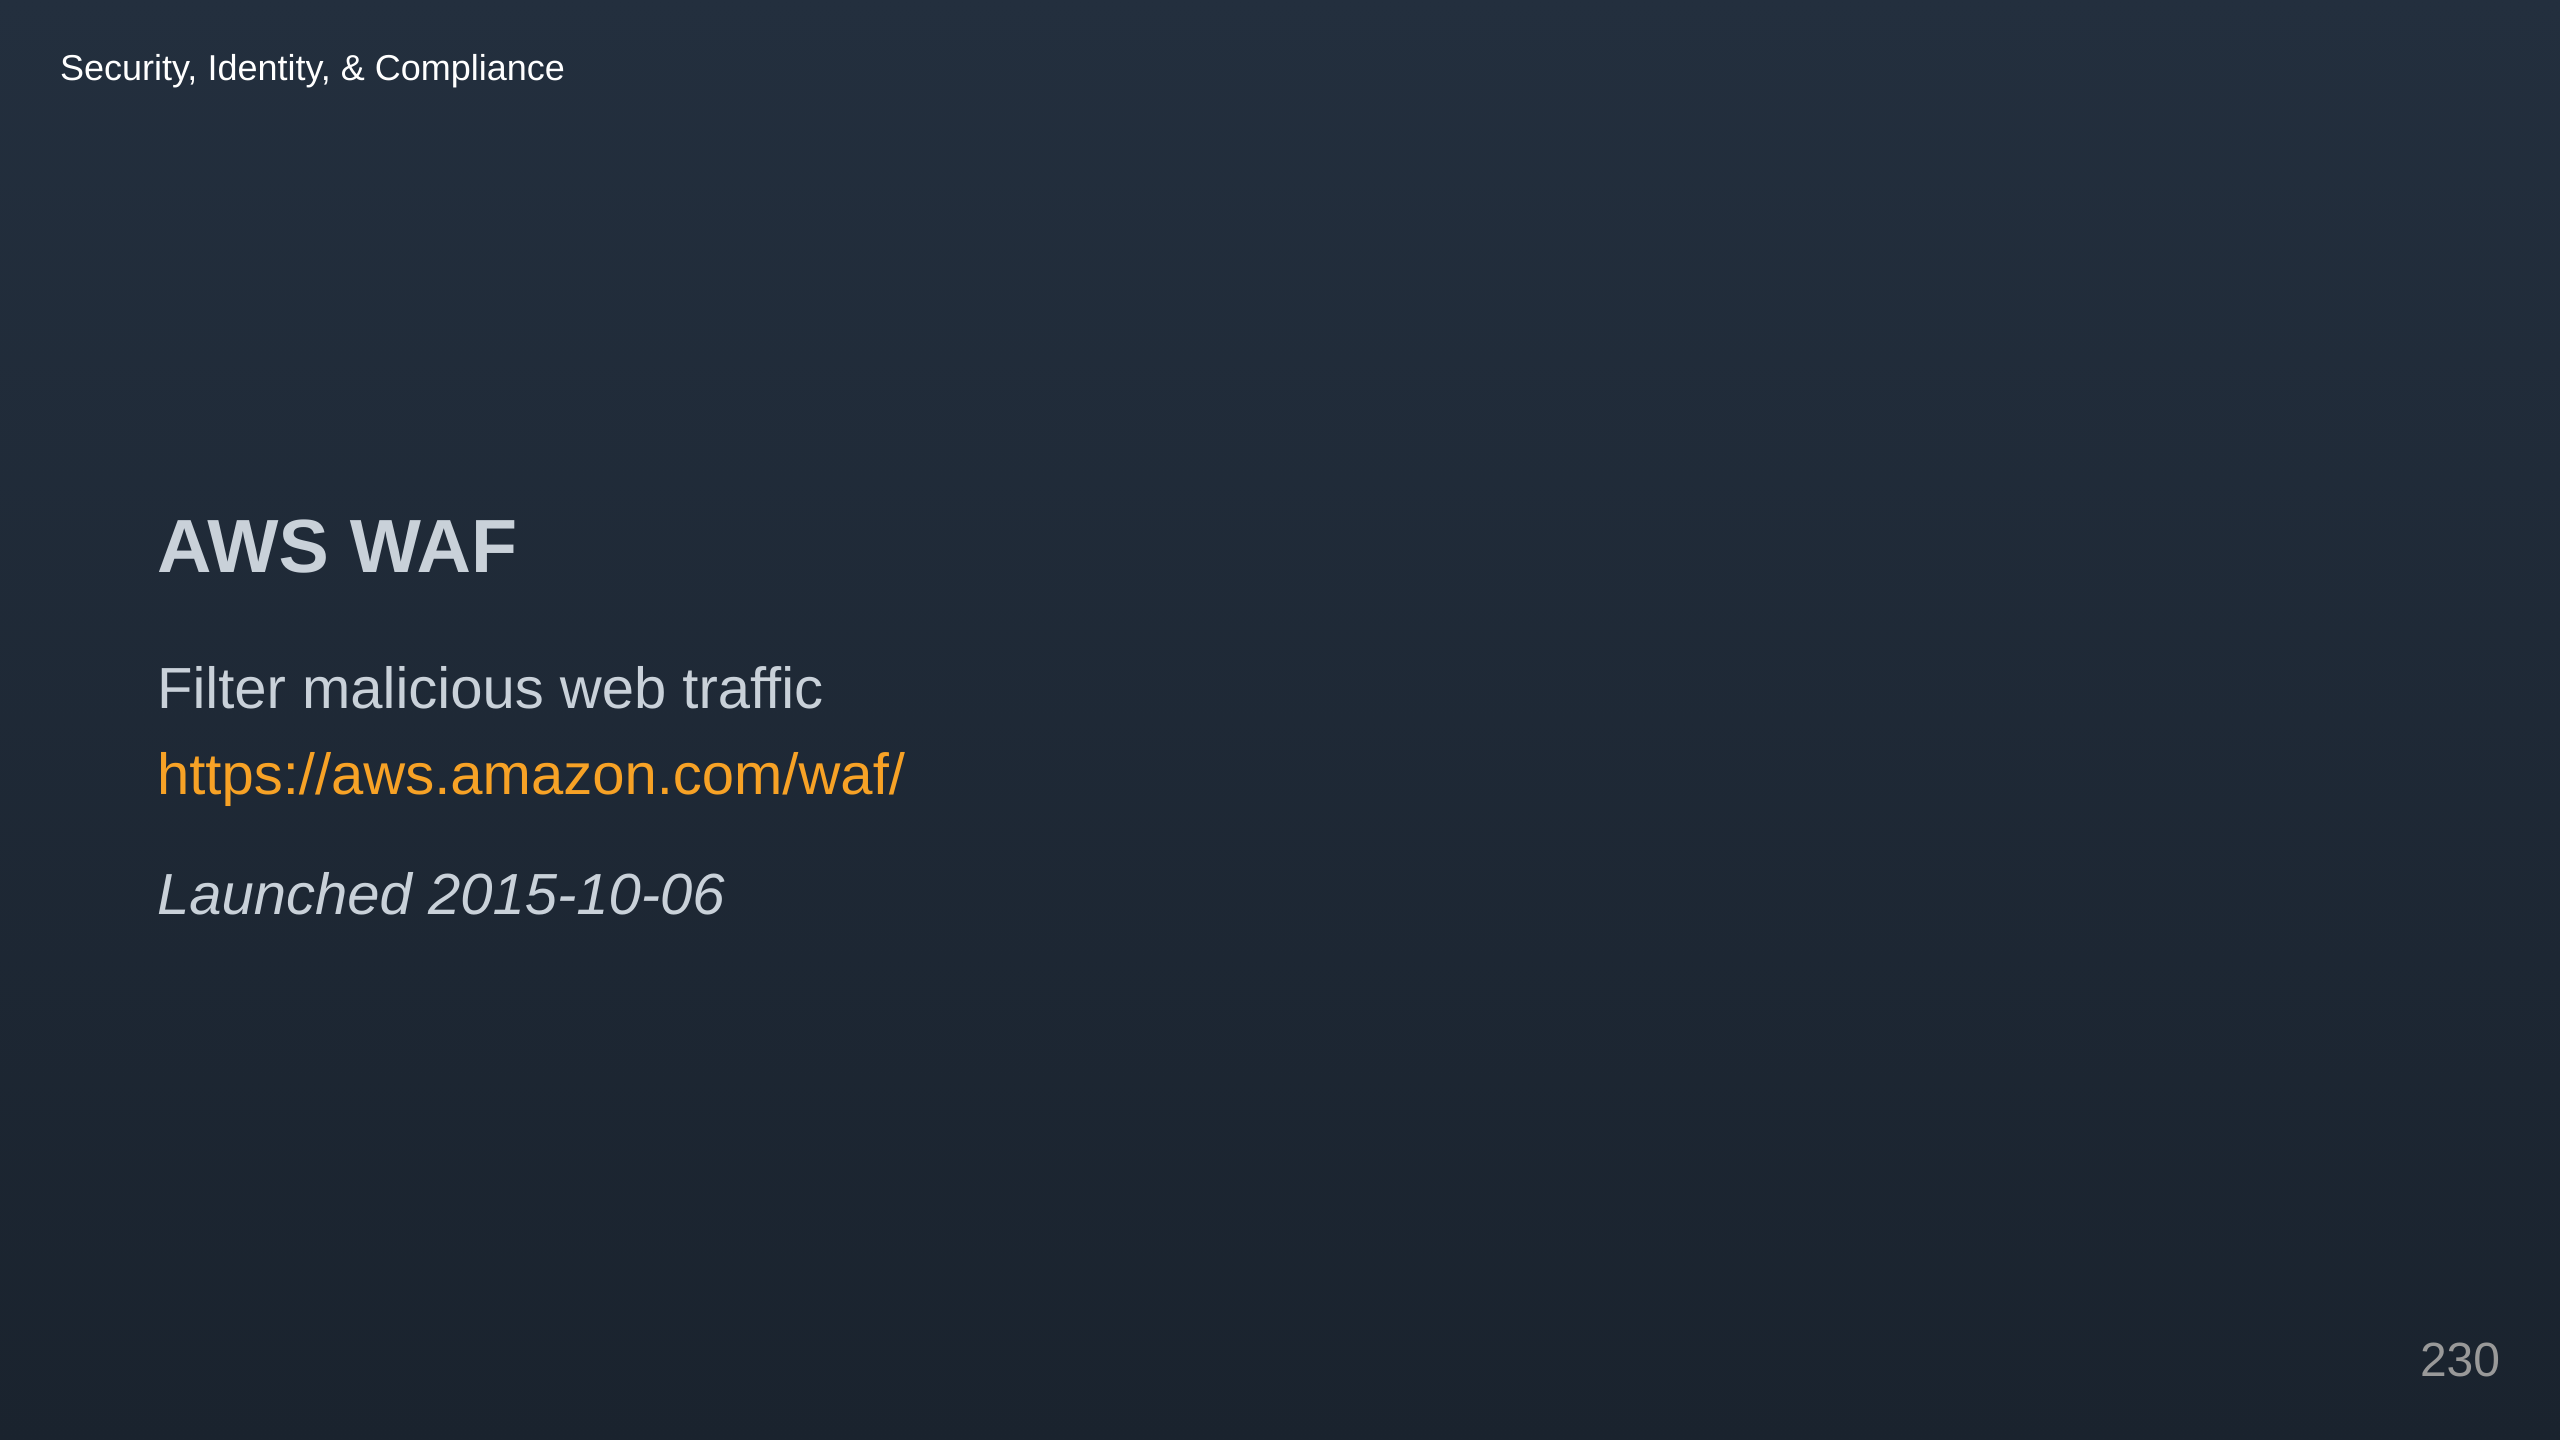 Security, Identity, & Compliance
AWS WAF
Filter malicious web traffic
https://aws.amazon.com/waf/
Launched 2015-10-06
230